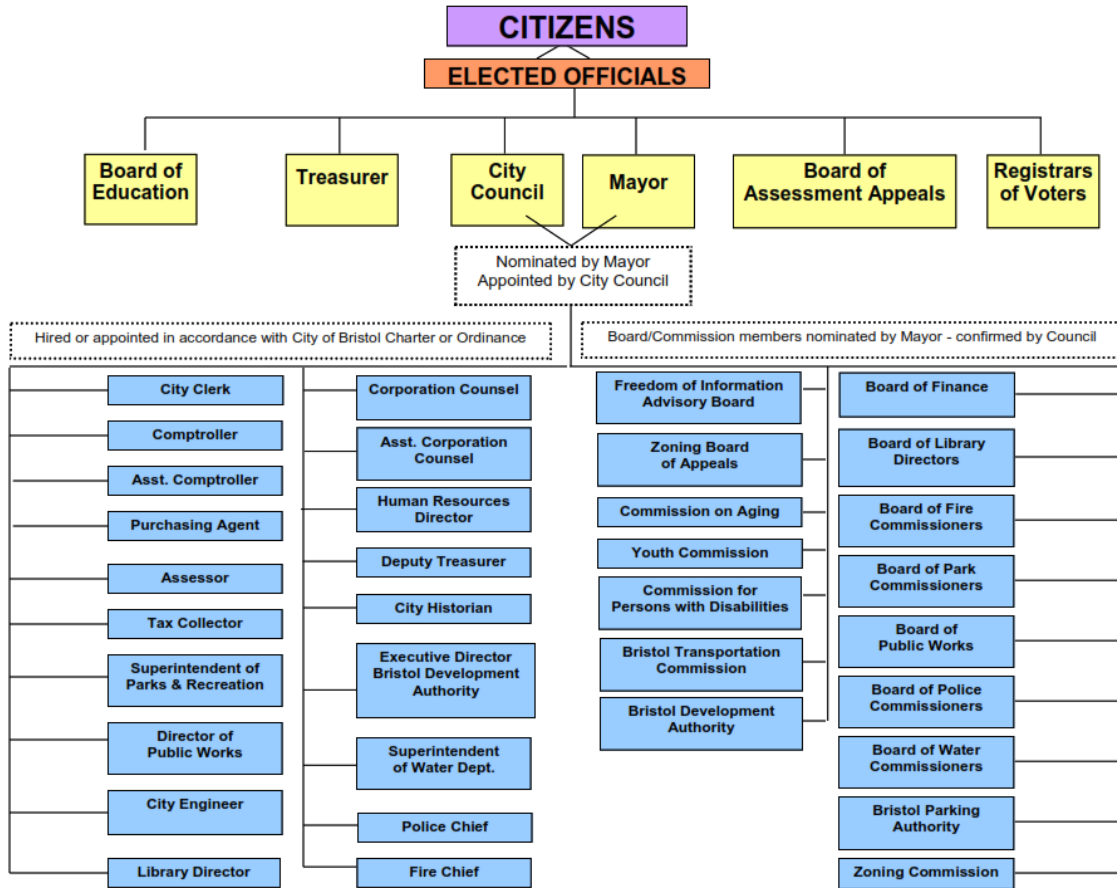 CITIZENS
ELECTED OFFICIALS
Board of
Education
Treasurer
City
Council
Mayor
Board of
Assessment Appeals
Registrars
of Voters
Nominated by Mayor
Appointed by City Council
Hired or appointed in accordance with City of Bristol Charter or Ordinance
Board/Commission members nominated by Mayor - confirmed by Council
City Clerk
Comptroller
Asst. Comptroller
Purchasing Agent
Assessor
Tax Collector
Superintendent of
Parks & Recreation
Director of
Public Works
City Engineer
Library Director
Corporation Counsel
Asst. Corporation
Counsel
Human Resources
Director
Deputy Treasurer
City Historian
Executive Director
Bristol Development
Authority
Superintendent
of Water Dept.
Police Chief
Fire Chief
Freedom of Information
Advisory Board
Zoning Board
of Appeals
Commission on Aging
Youth Commission
Commission for
Persons with Disabilities
Bristol Transportation
Commission
Bristol Development
Authority
Board of Finance
Board of Library
Directors
Board of Fire
Commissioners
Board of Park
Commissioners
Board of
Public Works
Board of Police
Commissioners
Board of Water
Commissioners
Bristol Parking
Authority
Zoning Commission